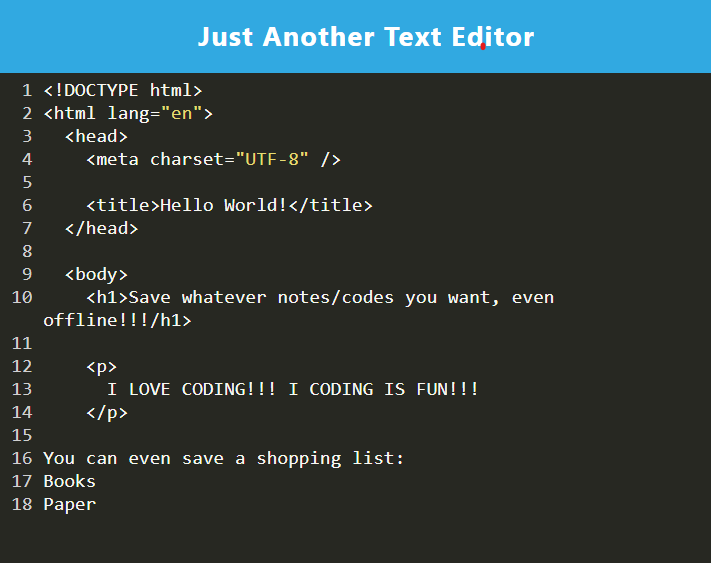 Just Another Text Editor
1 <!DOCTYPE html>
2 <html lang="en">
3   <head>
4     <meta charset="UTF-8" />
5
6     <title>Hello World!</title>
7   </head>
8
9   <body>
10     <h1>Save whatever notes/codes you want, even
offline!!!/h1>
11
12     <p>
13       I LOVE CODING!!! I CODING IS FUN!!!
14     </p>
15
16 You can even save a shopping list:
17 Books
18 Paper